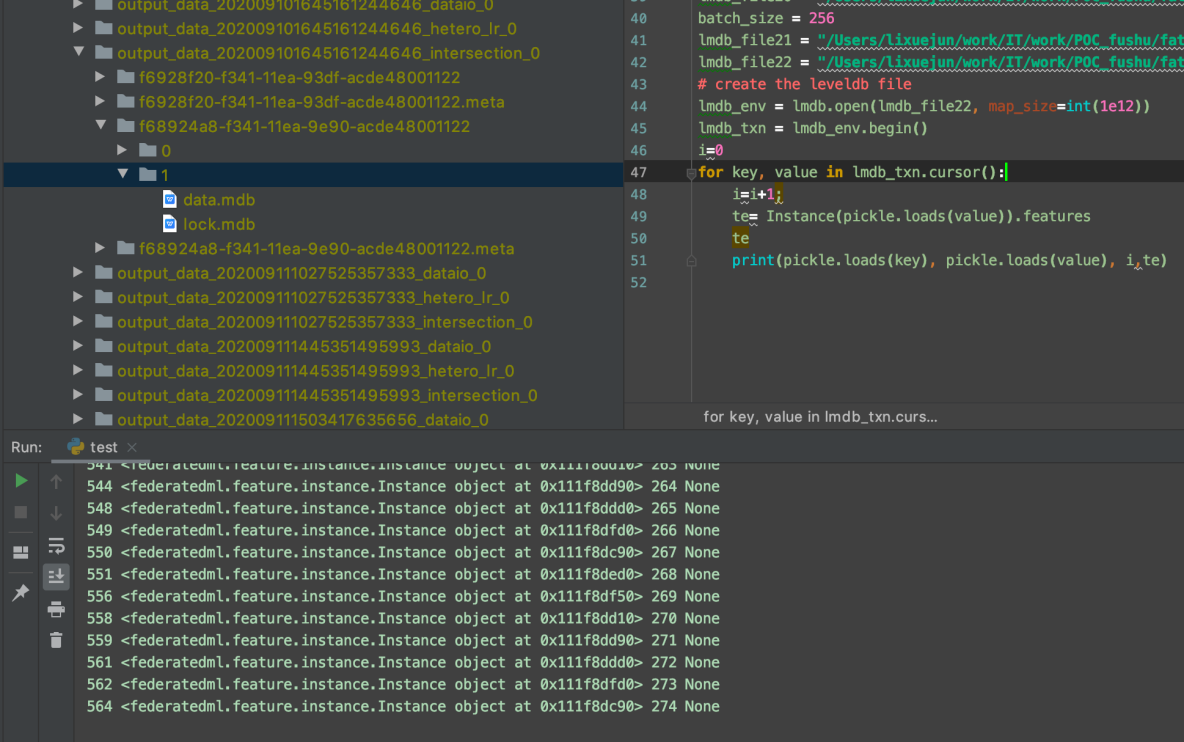 output_data_202009101645161244646_dataio_0
output_data_202009101645161244646_hetero_lr_0
output_data_202009101645161244646_intersection_0
f6928f20-f341-11ea-93df-acde48001122
f6928f20-f341-11ea-93df-acde48001122.meta
f68924a8-f341-11ea-9e90-acde48001122
0
1
data.mdb
lock.mdb
f68924a8-f341-11ea-9e90-acde48001122.meta
output_data_202009111027525357333_dataio_0
output_data_202009111027525357333_hetero_lr_0
output_data_202009111027525357333_intersection_0
output_data_202009111445351495993_dataio_0
output_data_202009111445351495993_hetero_lr_0
output_data_202009111445351495993_intersection_0
output_data_202009111503417635656_dataio_0
40 batch_size = 256
41 lmdb_file21 = "/Users/lixuejun/work/IT/work/POC_fushu/fat
42 lmdb_file22 = "/Users/lixuejun/work/IT/work/POC_fushu/fat
43 # create the leveldb file
44 lmdb_env = lmdb.open(lmdb_file22, map_size=int(1e12))
45 lmdb_txn = lmdb_env.begin()
46 i=0
47 for key, value in lmdb_txn.cursor():
48 i=i+1;
49 te= Instance(pickle.loads(value)).features
50 te
51 print(pickle.loads(key), pickle.loads(value), i,te)
52
for key, value in lmdb_txn.curs...
Run: test
541 <federatedml.feature.instance.Instance object at 0x111f8dd10> 263 None
544 <federatedml.feature.instance.Instance object at 0x111f8dd90> 264 None
548 <federatedml.feature.instance.Instance object at 0x111f8ddd0> 265 None
549 <federatedml.feature.instance.Instance object at 0x111f8dfd0> 266 None
550 <federatedml.feature.instance.Instance object at 0x111f8dc90> 267 None
551 <federatedml.feature.instance.Instance object at 0x111f8ded0> 268 None
556 <federatedml.feature.instance.Instance object at 0x111f8df50> 269 None
558 <federatedml.feature.instance.Instance object at 0x111f8dd10> 270 None
559 <federatedml.feature.instance.Instance object at 0x111f8dd90> 271 None
561 <federatedml.feature.instance.Instance object at 0x111f8ddd0> 272 None
562 <federatedml.feature.instance.Instance object at 0x111f8dfd0> 273 None
564 <federatedml.feature.instance.Instance object at 0x111f8dc90> 274 None